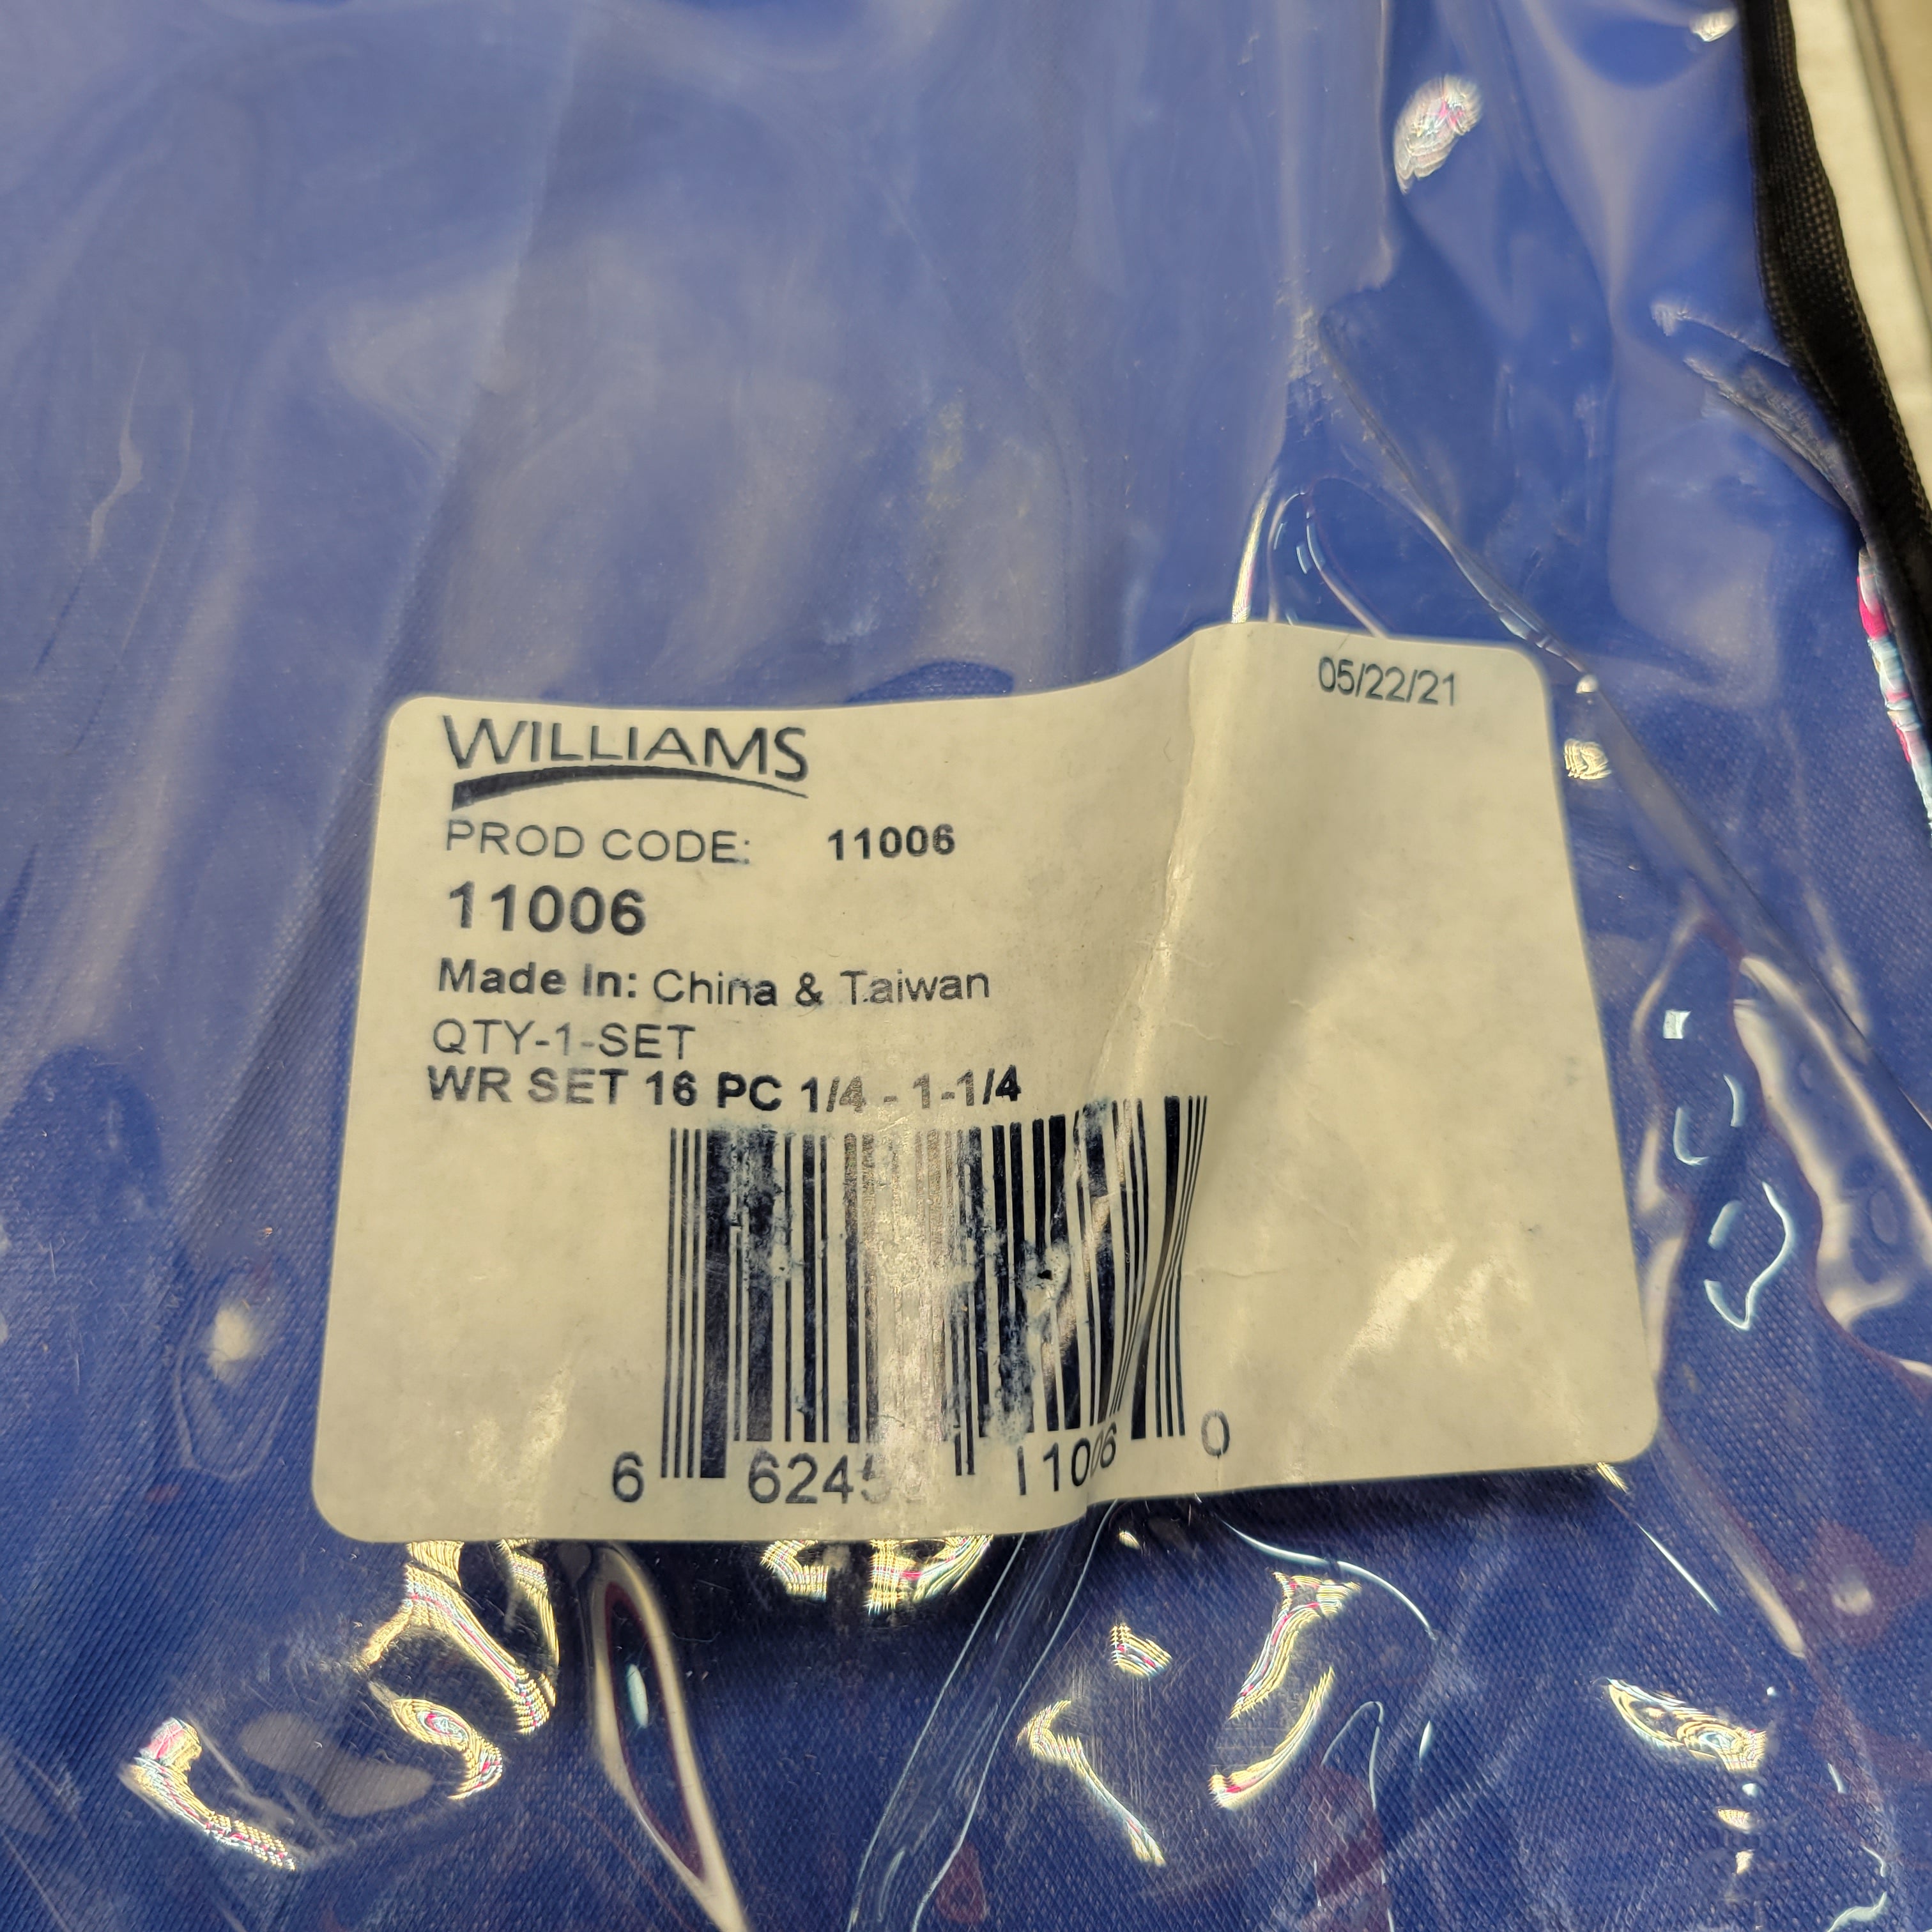 05/22/21
WILLIAMS
PROD CODE: 11006
11006
Made In: China & Taiwan
QTY-1-SET
WR SET 16 PC 1/4 - 1-1/4
6 11006 0